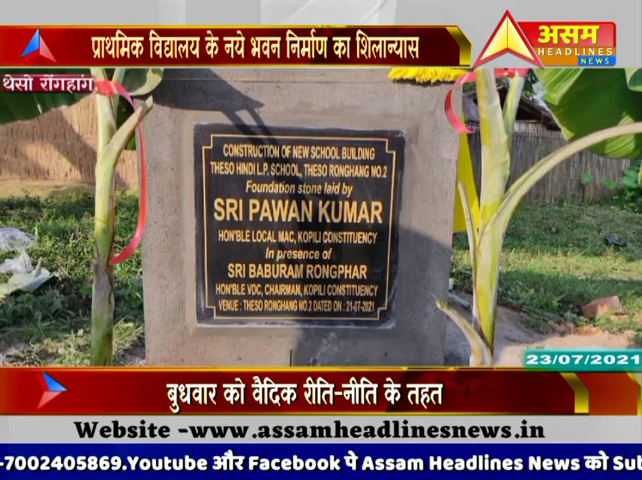 प्राथमिक विद्यालय के नये भवन निर्माण का शिलान्यास
असम
HEADLINES
NEWS
थेसो रोंगहांग
CONSTRUCTION OF NEW SCHOOL BUILDING
THESO HINDI L.P. SCHOOL, THESO RONGHANG NO.2
Foundation stone laid by
SRI PAWAN KUMAR
HON'BLE LOCAL MAC, KOPILI CONSTITUENCY
In presence of
SRI BABURAM RONGPHAR
HON'BLE VDC, CHAIRMAN, KOPILI CONSTITUENCY
VENUE : THESO RONGHANG NO.2 DATED ON : 21-07-2021
23/07/2021
बुधवार को वैदिक रीति-नीति के तहत
Website -www.assamheadlinesnews.in
-7002405869.Youtube और Facebook पे Assam Headlines News को Sub